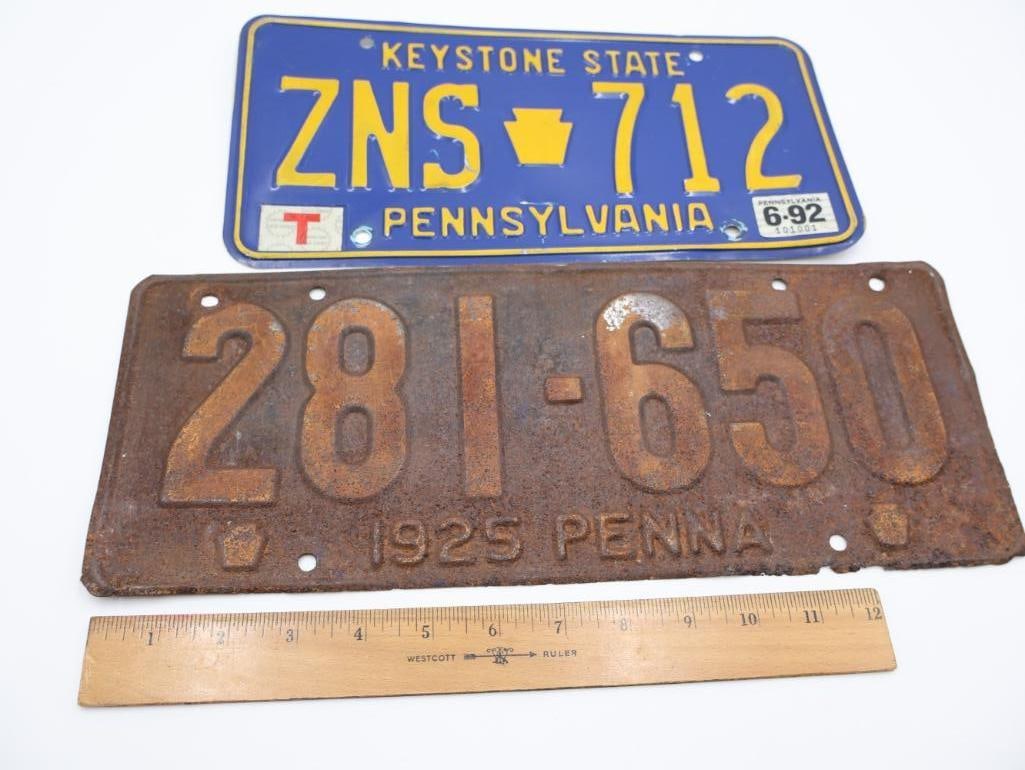 KEYSTONE STATE
ZNS 712
T
PENNSYLVANIA
PENNSYLVANIA
6-92
101001
281-650
1925 PENNA
1 2 3 4 5 6 7 8 9 10 11 12
WESTCOTT RULER